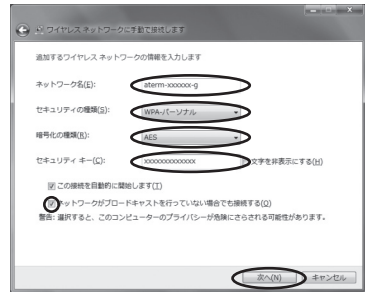 ワイヤレス ネットワークに手動で接続します
追加するワイヤレス ネットワークの情報を入力します
ネットワーク名(E): aterm-xxxxxx-g
セキュリティの種類(S): WPA-パーソナル
暗号化の種類(R): AES
セキュリティ キー(C): xxxxxxxxxxxxx 文字を非表示にする(H)
この接続を自動的に開始します(T)
ネットワークがブロードキャストを行っていない場合でも接続する(O)
警告: 選択すると、このコンピューターのプライバシーが危険にさらされる可能性があります。
次へ(N) キャンセル